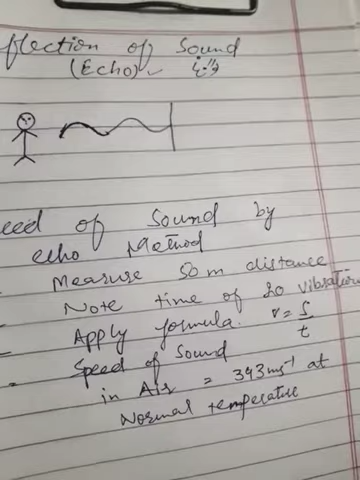 flection of Sound
(Echo)
eed of Sound by
echo Method
Measure 50 m distance
Note time of 20 vibration
Apply formula. v = S/t
Speed of Sound
in Air = 343 ms⁻¹ at
Normal temperature